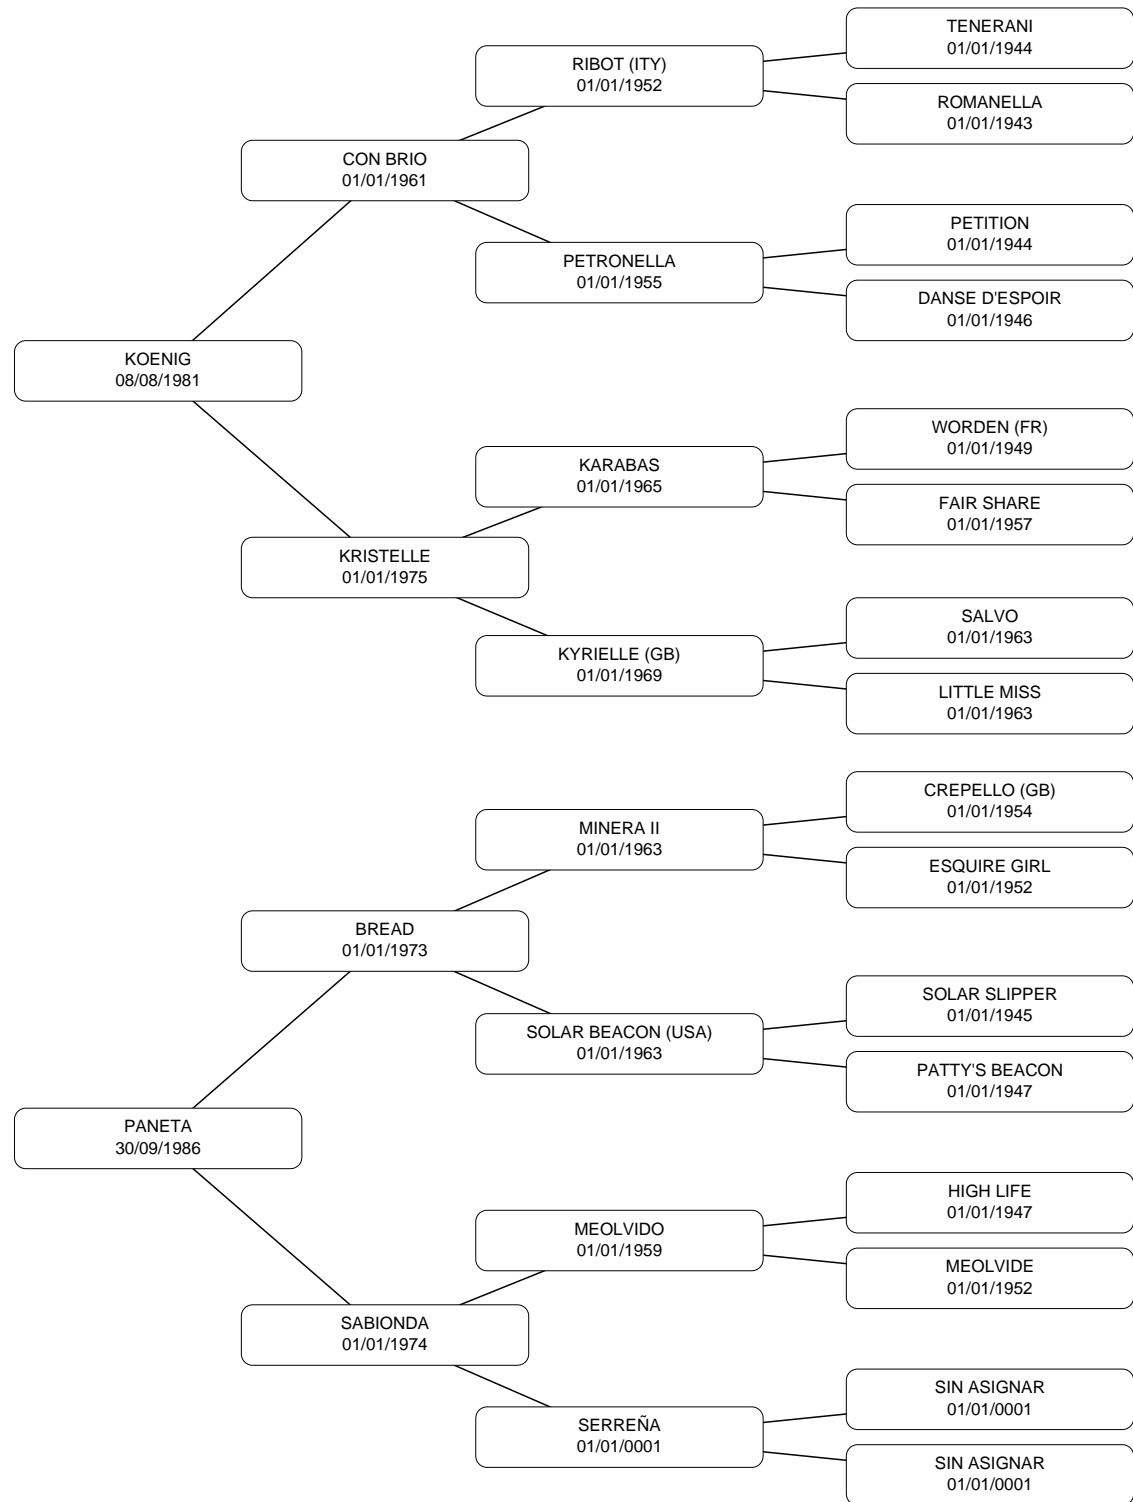 TENERANI
01/01/1944
RIBOT (ITY)
01/01/1952
ROMANELLA
01/01/1943
CON BRIO
01/01/1961
PETITION
01/01/1944
PETRONELLA
01/01/1955
DANSE D'ESPOIR
01/01/1946
KOENIG
08/08/1981
WORDEN (FR)
01/01/1949
KARABAS
01/01/1965
FAIR SHARE
01/01/1957
KRISTELLE
01/01/1975
SALVO
01/01/1963
KYRIELLE (GB)
01/01/1969
LITTLE MISS
01/01/1963
CREPELLO (GB)
01/01/1954
MINERA II
01/01/1963
ESQUIRE GIRL
01/01/1952
BREAD
01/01/1973
SOLAR SLIPPER
01/01/1945
SOLAR BEACON (USA)
01/01/1963
PATTY'S BEACON
01/01/1947
PANETA
30/09/1986
HIGH LIFE
01/01/1947
MEOLVIDO
01/01/1959
MEOLVIDE
01/01/1952
SABIONDA
01/01/1974
SIN ASIGNAR
01/01/0001
SERREÑA
01/01/0001
SIN ASIGNAR
01/01/0001